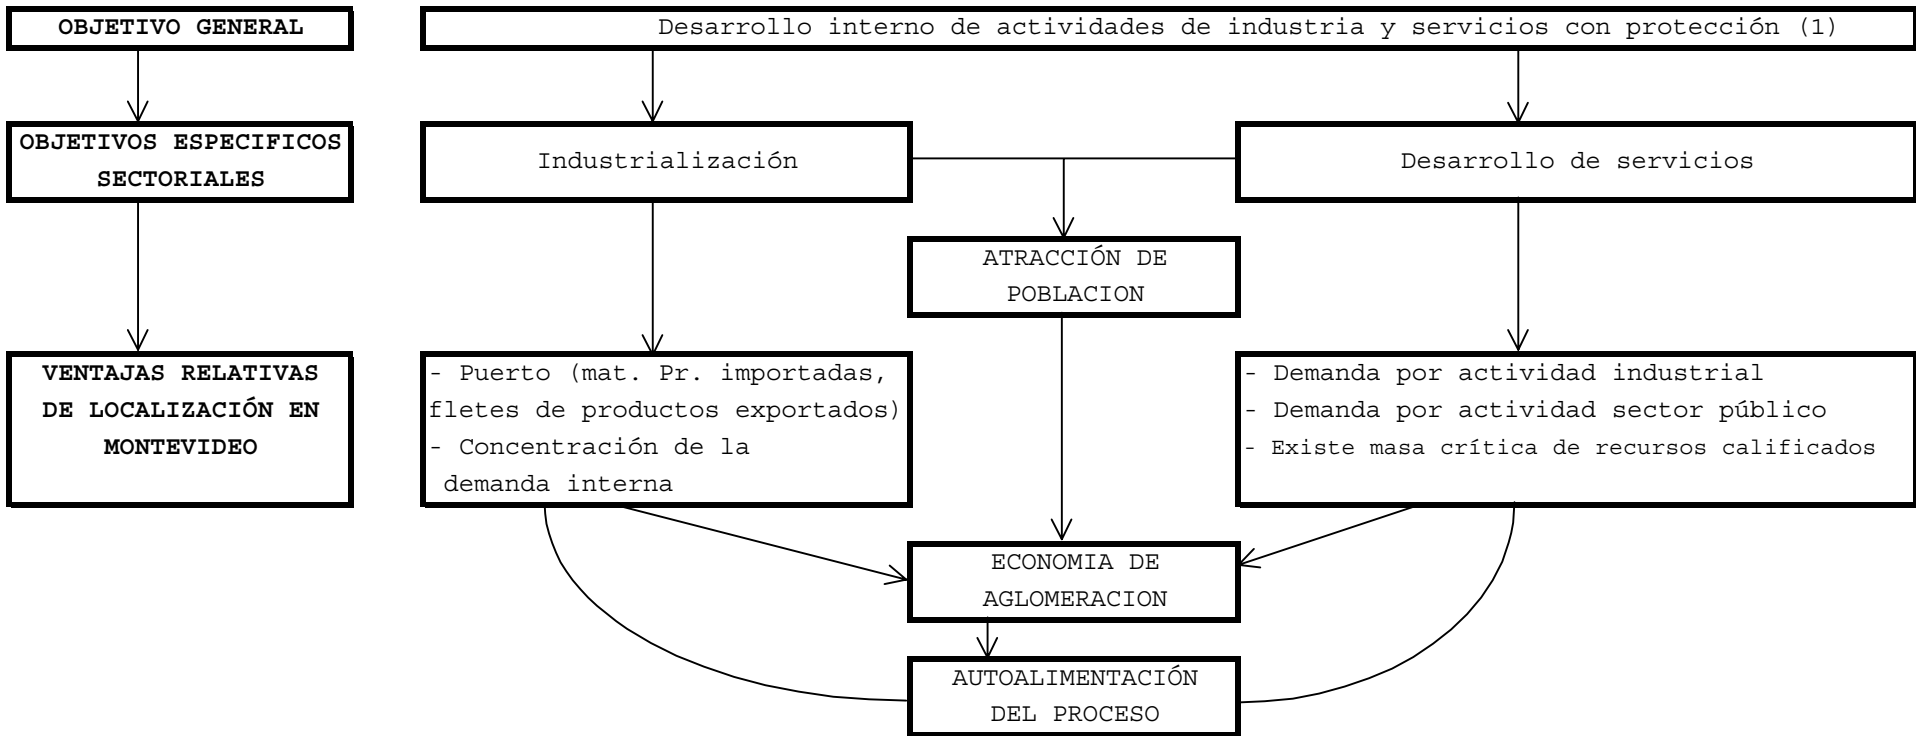 OBJETIVO GENERAL
Desarrollo interno de actividades de industria y servicios con protección (1)
OBJETIVOS ESPECIFICOS
SECTORIALES
Industrialización
Desarrollo de servicios
ATRACCIÓN DE
POBLACION
VENTAJAS RELATIVAS
DE LOCALIZACIÓN EN
MONTEVIDEO
- Puerto (mat. Pr. importadas,
fletes de productos exportados)
- Concentración de la
demanda interna
- Demanda por actividad industrial
- Demanda por actividad sector público
- Existe masa crítica de recursos calificados
ECONOMIA DE
AGLOMERACION
AUTOALIMENTACIÓN
DEL PROCESO